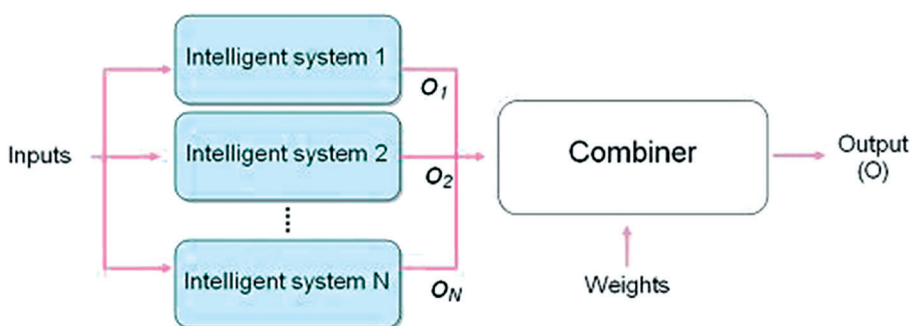 Intelligent system 1
O1
Inputs
Intelligent system 2
O2
Combiner
Output
(O)
Intelligent system N
ON
Weights